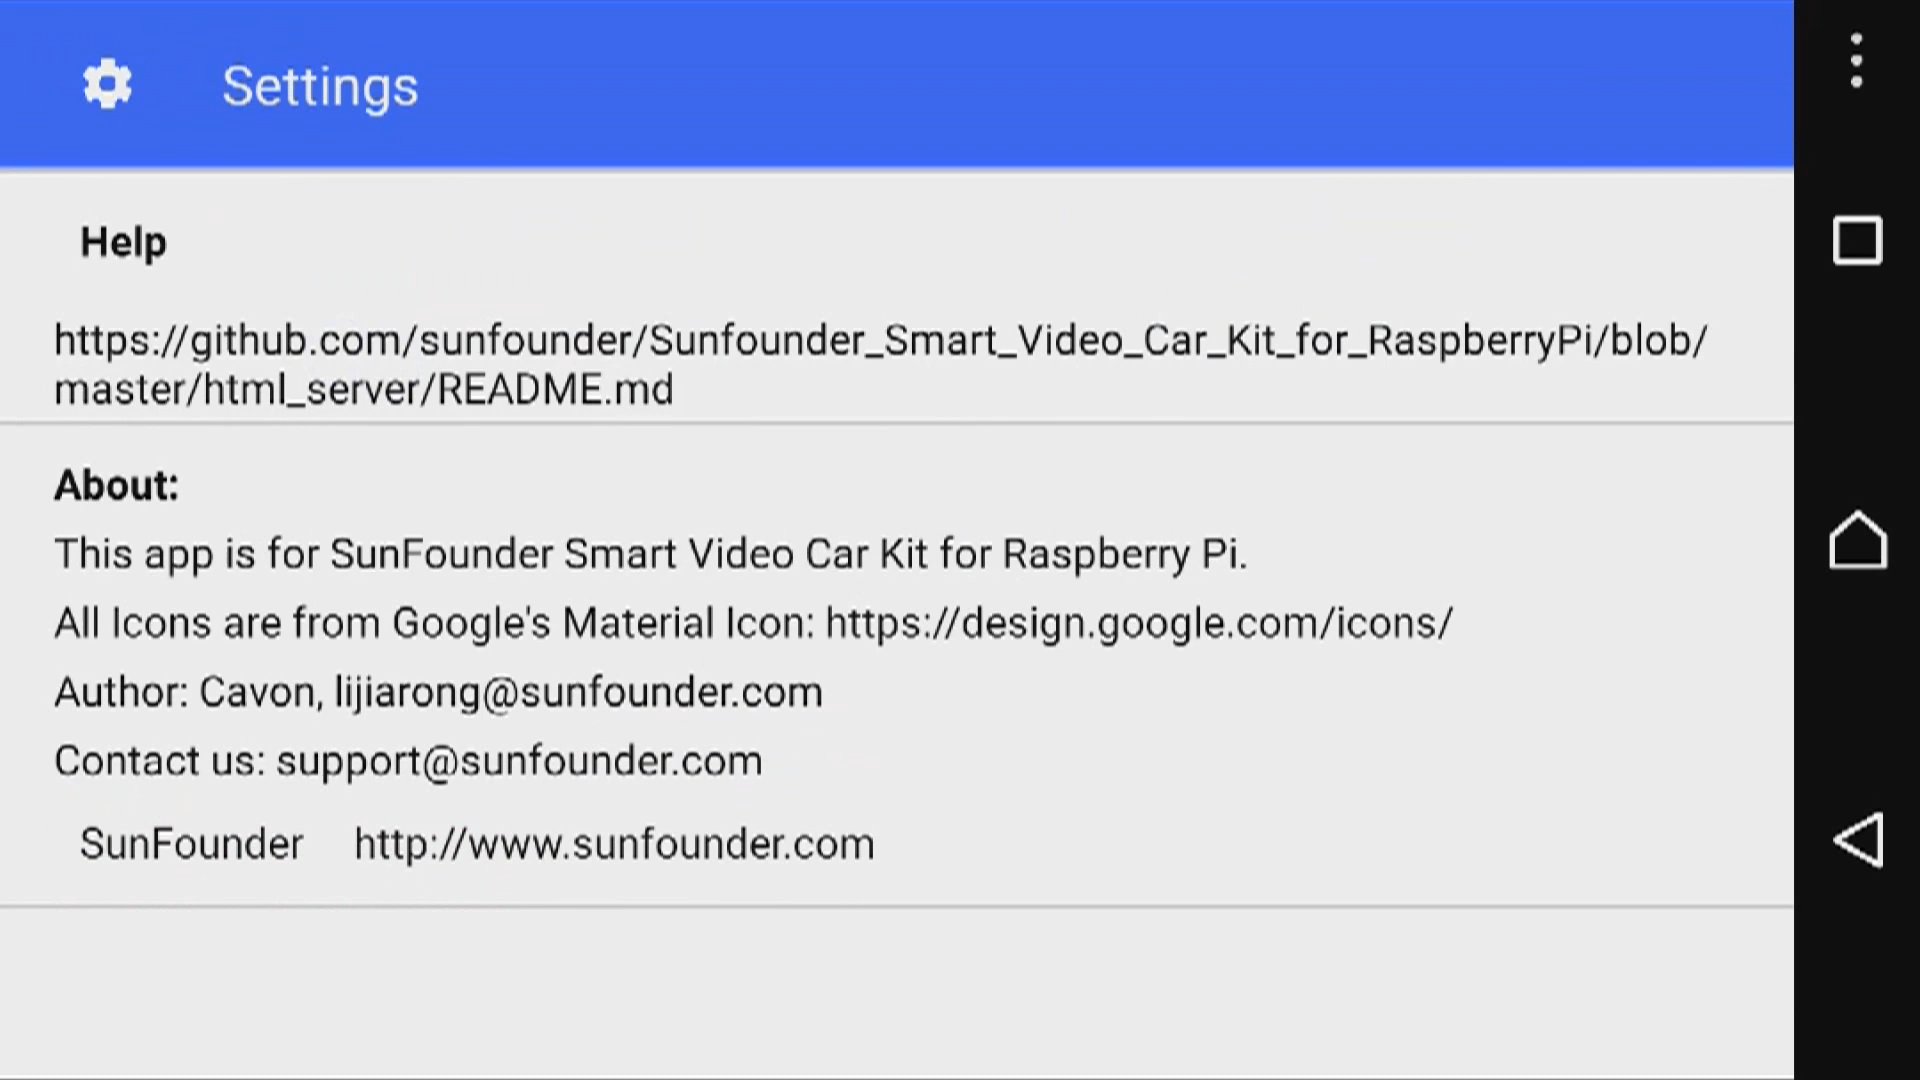 Settings
Help
https://github.com/sunfounder/Sunfounder_Smart_Video_Car_Kit_for_RaspberryPi/blob/
master/html_server/README.md
About:
This app is for SunFounder Smart Video Car Kit for Raspberry Pi.
All Icons are from Google's Material Icon: https://design.google.com/icons/
Author: Cavon, lijiarong@sunfounder.com
Contact us: support@sunfounder.com
SunFounder http://www.sunfounder.com